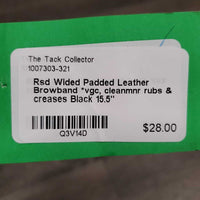 The Tack Collector
1007303-321
Rsd Wlded Padded Leather
Browband *vgc, cleanmnr rubs &
creases Black 15.5"
Q3V14D
$28.00